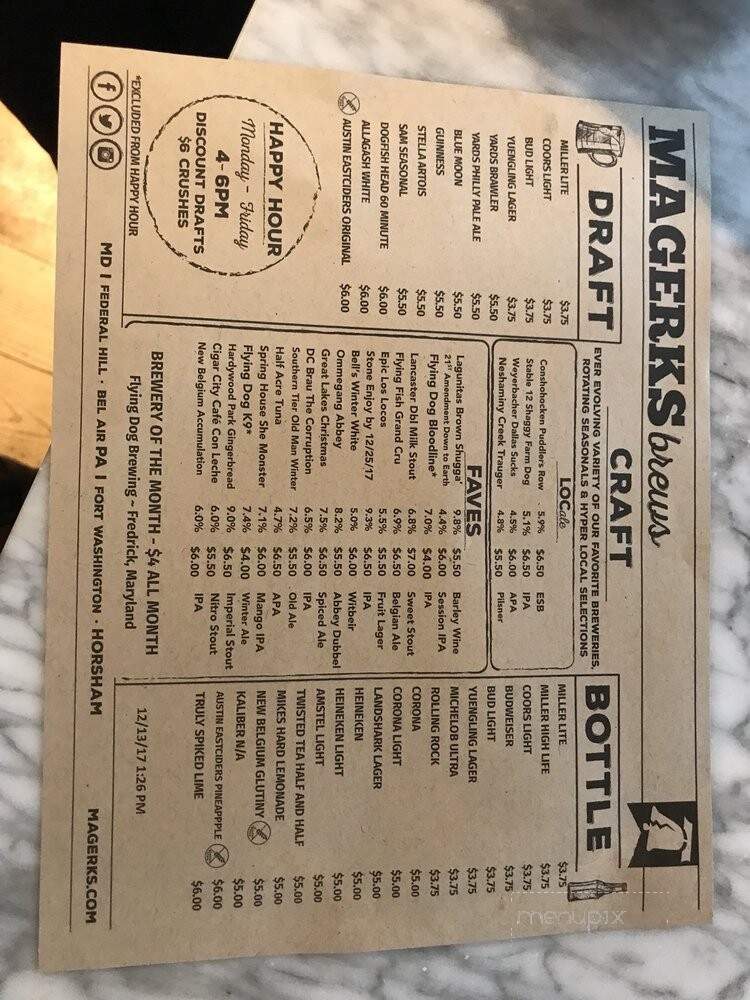 MAGERKS brews
DRAFT
MILLER LITE $3.75
COORS LIGHT $3.75
BUD LIGHT $3.75
YUENGLING LAGER $3.75
YARDS BRAWLER $5.50
YARDS PHILLY PALE ALE $5.50
BLUE MOON $5.50
GUINNESS $5.50
STELLA ARTOIS $5.50
SAM SEASONAL $5.50
DOGFISH HEAD 60 MINUTE $6.00
ALLAGASH WHITE $6.00
AUSTIN EASTCIDERS ORIGINAL $6.00
HAPPY HOUR
Monday - Friday
4-6PM
DISCOUNT DRAFTS
$6 CRUSHES
*EXCLUDED FROM HAPPY HOUR
CRAFT
EVER EVOLVING VARIETY OF OUR FAVORITE BREWERIES,
ROTATING SEASONALS & HYPER LOCAL SELECTIONS
LOCale
Conshohocken Puddlers Row 5.9% $6.50 ESB
Stable 12 Shaggy Farm Dog 5.1% $6.50 IPA
Weyerbacher Dallas Sucks 4.5% $6.00 APA
Neshaminy Creek Trauger 4.8% $5.50 Pilsner
FAVES
Lagunitas Brown Shugga' 9.8% $5.50 Barley Wine
21st Amendment Down to Earth 4.4% $6.00 Session IPA
Flying Dog Bloodline* 7.0% $4.00 IPA
Lancaster Dbl Milk Stout 6.8% $7.00 Sweet Stout
Flying Fish Grand Cru 6.9% $6.50 Belgian Ale
Epic Los Locos 5.5% $5.50 Fruit Lager
Stone Enjoy by 12/25/17 9.3% $6.50 IPA
Bell's Winter White 5.0% $6.00 Witbeir
Ommegang Abbey 8.2% $5.50 Abbey Dubbel
Great Lakes Christmas 7.5% $6.50 Spiced Ale
DC Brau The Corruption 6.5% $6.00 IPA
Southern Tier Old Man Winter 7.2% $5.50 Old Ale
Half Acre Tuna 4.7% $6.50 APA
Spring House She Monster 7.1% $6.00 Mango IPA
Flying Dog K9* 7.4% $4.00 Winter Ale
Hardywood Park Gingerbread 9.0% $6.50 Imperial Stout
Cigar City Café Con Leche 6.0% $5.50 Nitro Stout
New Belgium Accumulation 6.0% $6.00 IPA
BREWERY OF THE MONTH – $4 ALL MONTH
Flying Dog Brewing ~ Fredrick, Maryland
BOTTLE
MILLER LITE $3.75
MILLER HIGH LIFE $3.75
COORS LIGHT $3.75
BUDWEISER $3.75
BUD LIGHT $3.75
YUENGLING LAGER $3.75
MICHELOB ULTRA $3.75
ROLLING ROCK $3.75
CORONA $5.00
CORONA LIGHT $5.00
LANDSHARK LAGER $5.00
HEINEKEN $5.00
HEINEKEN LIGHT $5.00
AMSTEL LIGHT $5.00
TWISTED TEA HALF AND HALF $5.00
MIKES HARD LEMONADE $5.00
NEW BELGIUM GLUTINY $5.00
KALIBER N/A $5.00
AUSTIN EASTCIDERS PINEAPPPLE $6.00
TRULY SPIKED LIME $6.00
12/13/17 1:26 PM
MD | FEDERAL HILL · BEL AIR PA | FORT WASHINGTON · HORSHAM MAGERKS.COM
menupix